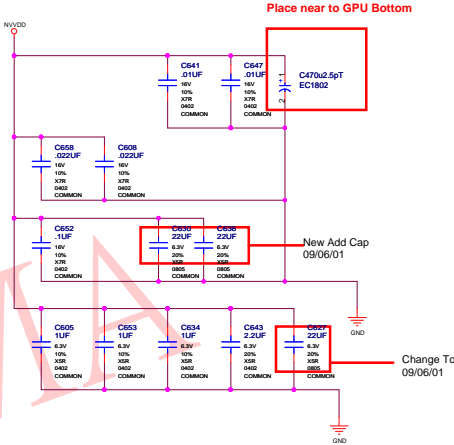 Place near to GPU Bottom
NVVDD
C641
.01UF
16V
10%
X7R
0402
COMMON
C647
.01UF
16V
10%
X7R
0402
COMMON
1
+
2
C470u2.5pT
EC1802
C658
.022UF
16V
10%
X7R
0402
COMMON
C608
.022UF
16V
10%
X7R
0402
COMMON
C652
.1UF
16V
10%
X7R
0402
COMMON
C630
22UF
6.3V
20%
X5R
0805
COMMON
C636
22UF
6.3V
20%
X5R
0805
COMMON
New Add Cap
09/06/01
GND
C605
1UF
6.3V
10%
X5R
0402
COMMON
C653
1UF
6.3V
10%
X5R
0402
COMMON
C634
1UF
6.3V
10%
X5R
0402
COMMON
C643
2.2UF
6.3V
20%
X5R
0402
COMMON
C627
22UF
6.3V
20%
X5R
0805
COMMON
Change To
09/06/01
GND